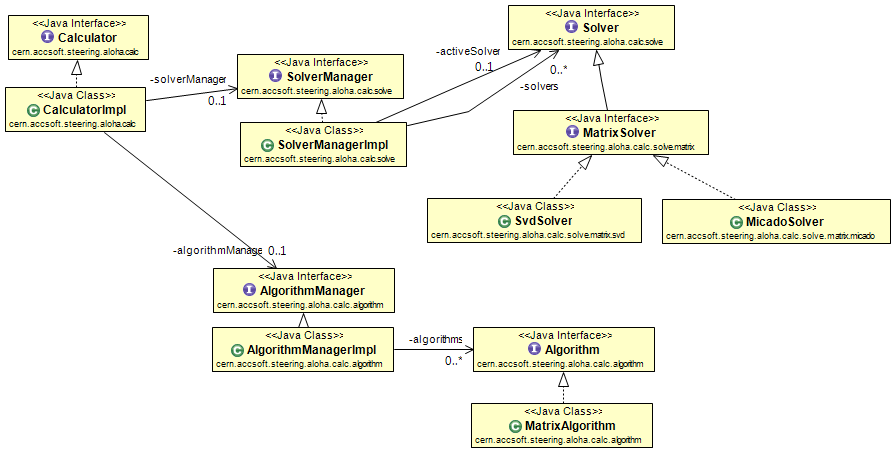 <<Java Interface>>
Calculator
cern.accsoft.steering.aloha.calc
<<Java Class>>
CalculatorImpl
cern.accsoft.steering.aloha.calc
-solverManager
0..1
<<Java Interface>>
SolverManager
cern.accsoft.steering.aloha.calc.solve
<<Java Class>>
SolverManagerImpl
cern.accsoft.steering.aloha.calc.solve
-activeSolver
0..1
0..*
-solvers
<<Java Interface>>
Solver
cern.accsoft.steering.aloha.calc.solve
<<Java Interface>>
MatrixSolver
cern.accsoft.steering.aloha.calc.solve.matrix
<<Java Class>>
SvdSolver
cern.accsoft.steering.aloha.calc.solve.matrix.svd
<<Java Class>>
MicadoSolver
cern.accsoft.steering.aloha.calc.solve.matrix.micado
-algorithmManage
0..1
<<Java Interface>>
AlgorithmManager
cern.accsoft.steering.aloha.calc.algorithm
<<Java Class>>
AlgorithmManagerImpl
cern.accsoft.steering.aloha.calc.algorithm
-algorithms
0..*
<<Java Interface>>
Algorithm
cern.accsoft.steering.aloha.calc.algorithm
<<Java Class>>
MatrixAlgorithm
cern.accsoft.steering.aloha.calc.algorithm